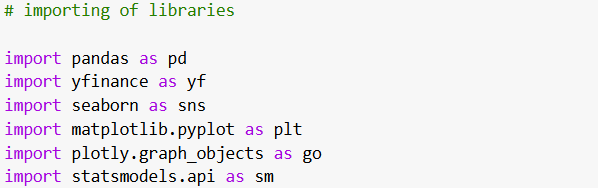 # importing of libraries
import pandas as pd
import yfinance as yf
import seaborn as sns
import matplotlib.pyplot as plt
import plotly.graph_objects as go
import statsmodels.api as sm